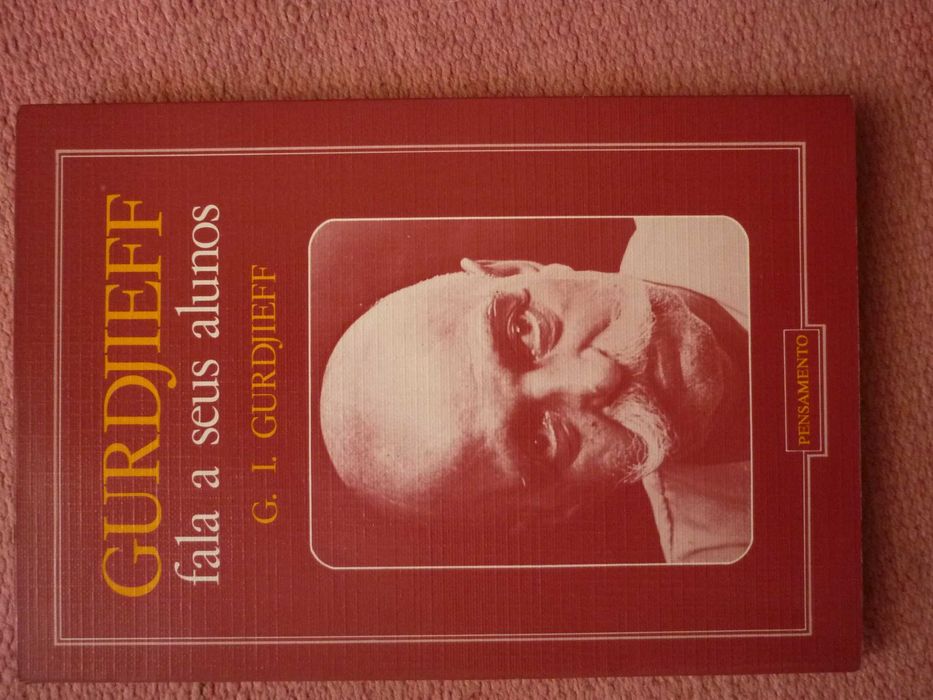 GURDJIEFF
fala a seus alunos
G. I. GURDJIEFF
PENSAMENTO